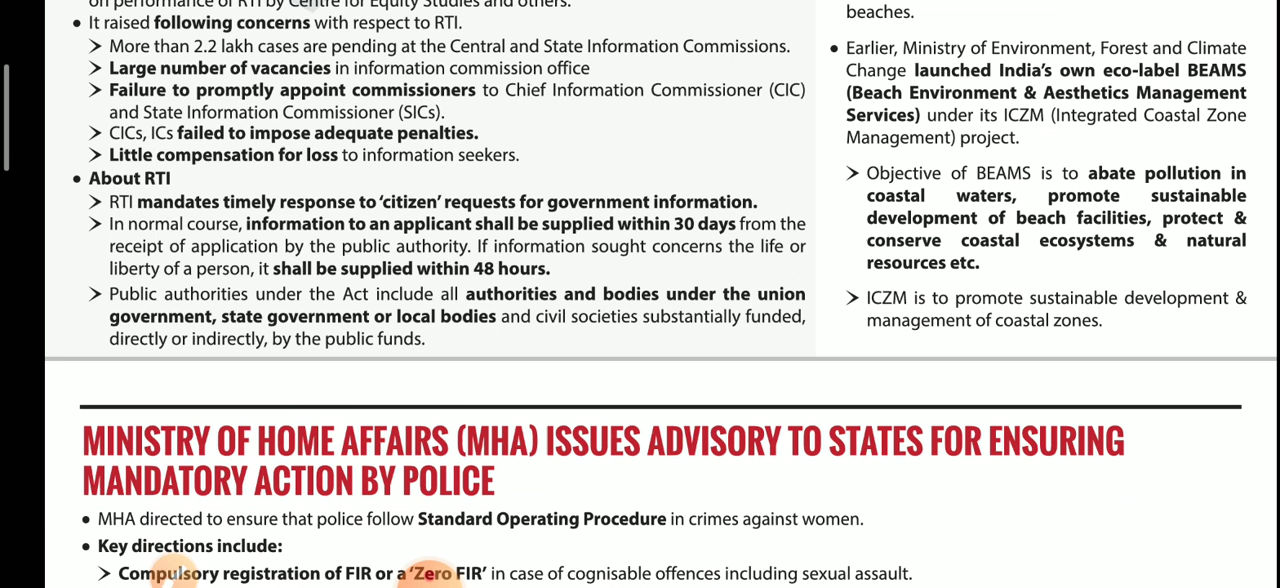 on performance of RTI by Centre for Equity Studies and others.
• It raised following concerns with respect to RTI.
➢ More than 2.2 lakh cases are pending at the Central and State Information Commissions.
➢ Large number of vacancies in information commission office
➢ Failure to promptly appoint commissioners to Chief Information Commissioner (CIC)
and State Information Commissioner (SICs).
➢ CICs, ICs failed to impose adequate penalties.
➢ Little compensation for loss to information seekers.
• About RTI
➢ RTI mandates timely response to ‘citizen’ requests for government information.
➢ In normal course, information to an applicant shall be supplied within 30 days from the
receipt of application by the public authority. If information sought concerns the life or
liberty of a person, it shall be supplied within 48 hours.
➢ Public authorities under the Act include all authorities and bodies under the union
government, state government or local bodies and civil societies substantially funded,
directly or indirectly, by the public funds.
beaches.
• Earlier, Ministry of Environment, Forest and Climate
Change launched India’s own eco-label BEAMS
(Beach Environment & Aesthetics Management
Services) under its ICZM (Integrated Coastal Zone
Management) project.
➢ Objective of BEAMS is to abate pollution in
coastal waters, promote sustainable
development of beach facilities, protect &
conserve coastal ecosystems & natural
resources etc.
➢ ICZM is to promote sustainable development &
management of coastal zones.
MINISTRY OF HOME AFFAIRS (MHA) ISSUES ADVISORY TO STATES FOR ENSURING
MANDATORY ACTION BY POLICE
• MHA directed to ensure that police follow Standard Operating Procedure in crimes against women.
• Key directions include:
➢ Compulsory registration of FIR or a ‘Zero FIR’ in case of cognisable offences including sexual assault.